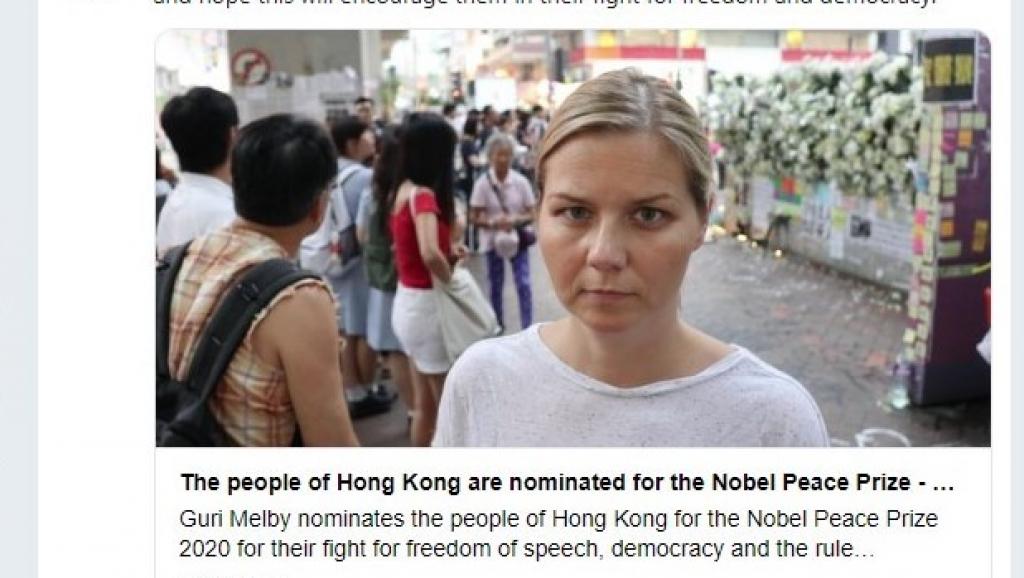 and hope this will encourage them in their fight for freedom and democracy.
The people of Hong Kong are nominated for the Nobel Peace Prize - …
Guri Melby nominates the people of Hong Kong for the Nobel Peace Prize
2020 for their fight for freedom of speech, democracy and the rule…